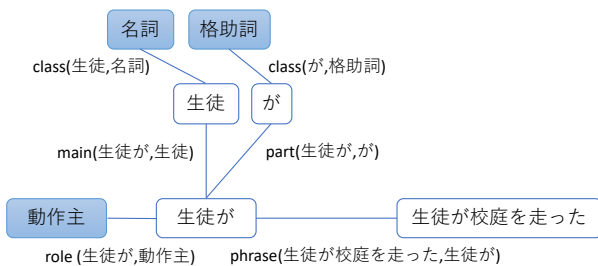 名詞 格助詞
class(生徒,名詞) class(が,格助詞)
生徒 が
main(生徒が,生徒) part(生徒が,が)
動作主 生徒が 生徒が校庭を走った
role (生徒が,動作主) phrase(生徒が校庭を走った,生徒が)